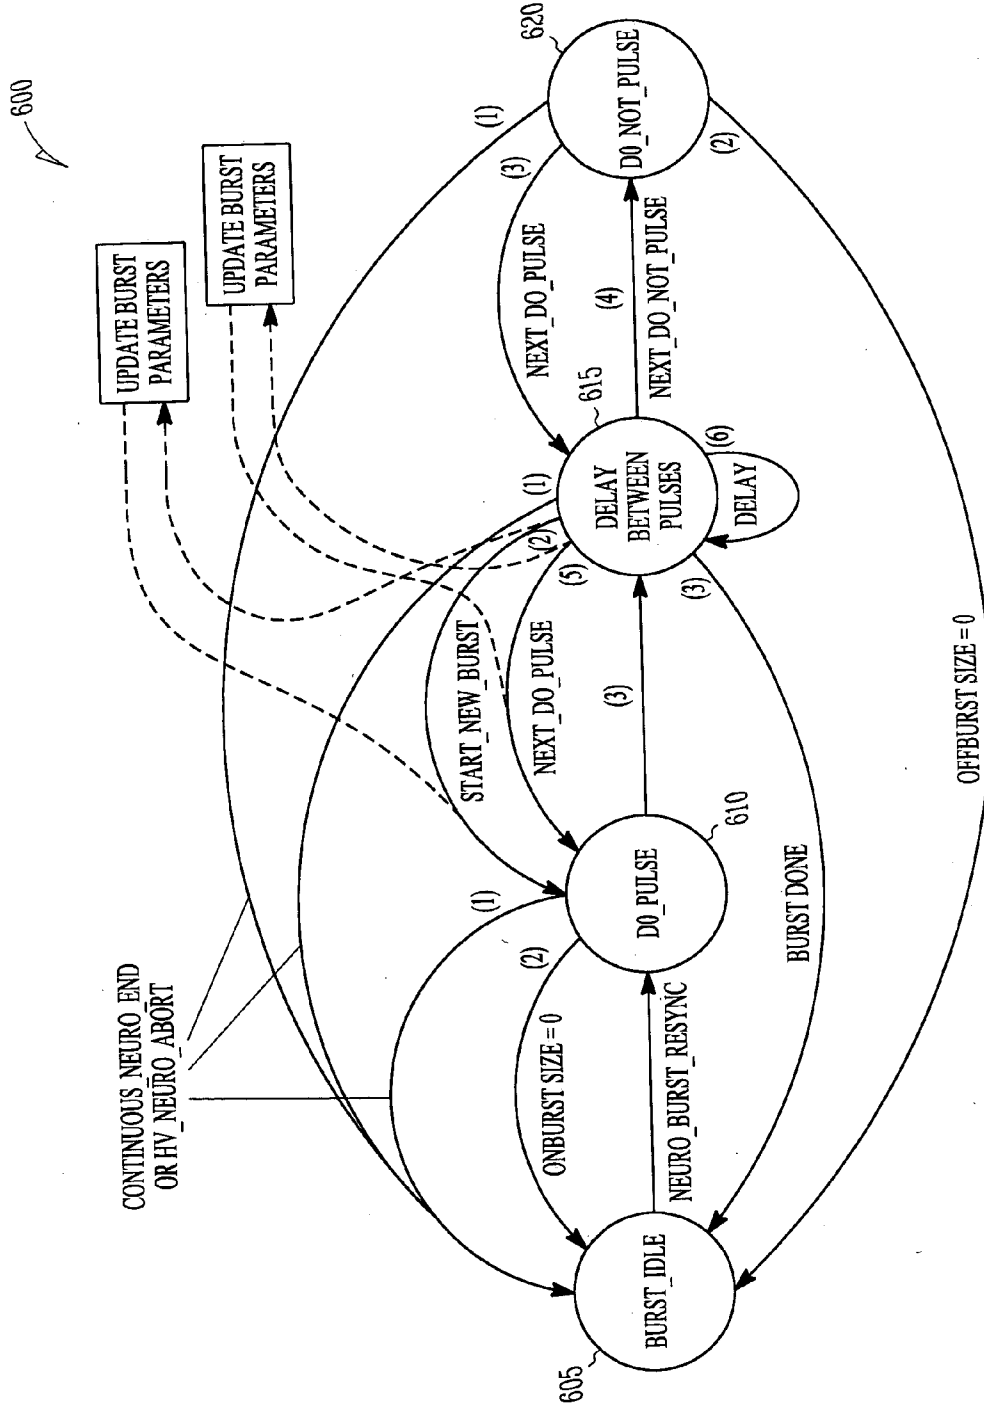 600
UPDATE BURST
PARAMETERS
UPDATE BURST
PARAMETERS
CONTINUOUS_NEURO_END
OR HV_NEURO_ABORT
(1)
620
DO_NOT_PULSE
(3)
(2)
NEXT_DO_PULSE
(4)
NEXT_DO_NOT_PULSE
615
DELAY
BETWEEN
PULSES
(1)
(2)
(5)
(3)
(6)
DELAY
START_NEW_BURST
NEXT_DO_PULSE
(3)
DO_PULSE
610
(1)
(2)
ONBURST SIZE = 0
NEURO_BURST_RESYNC
BURST DONE
OFFBURST SIZE = 0
BURST_IDLE
605